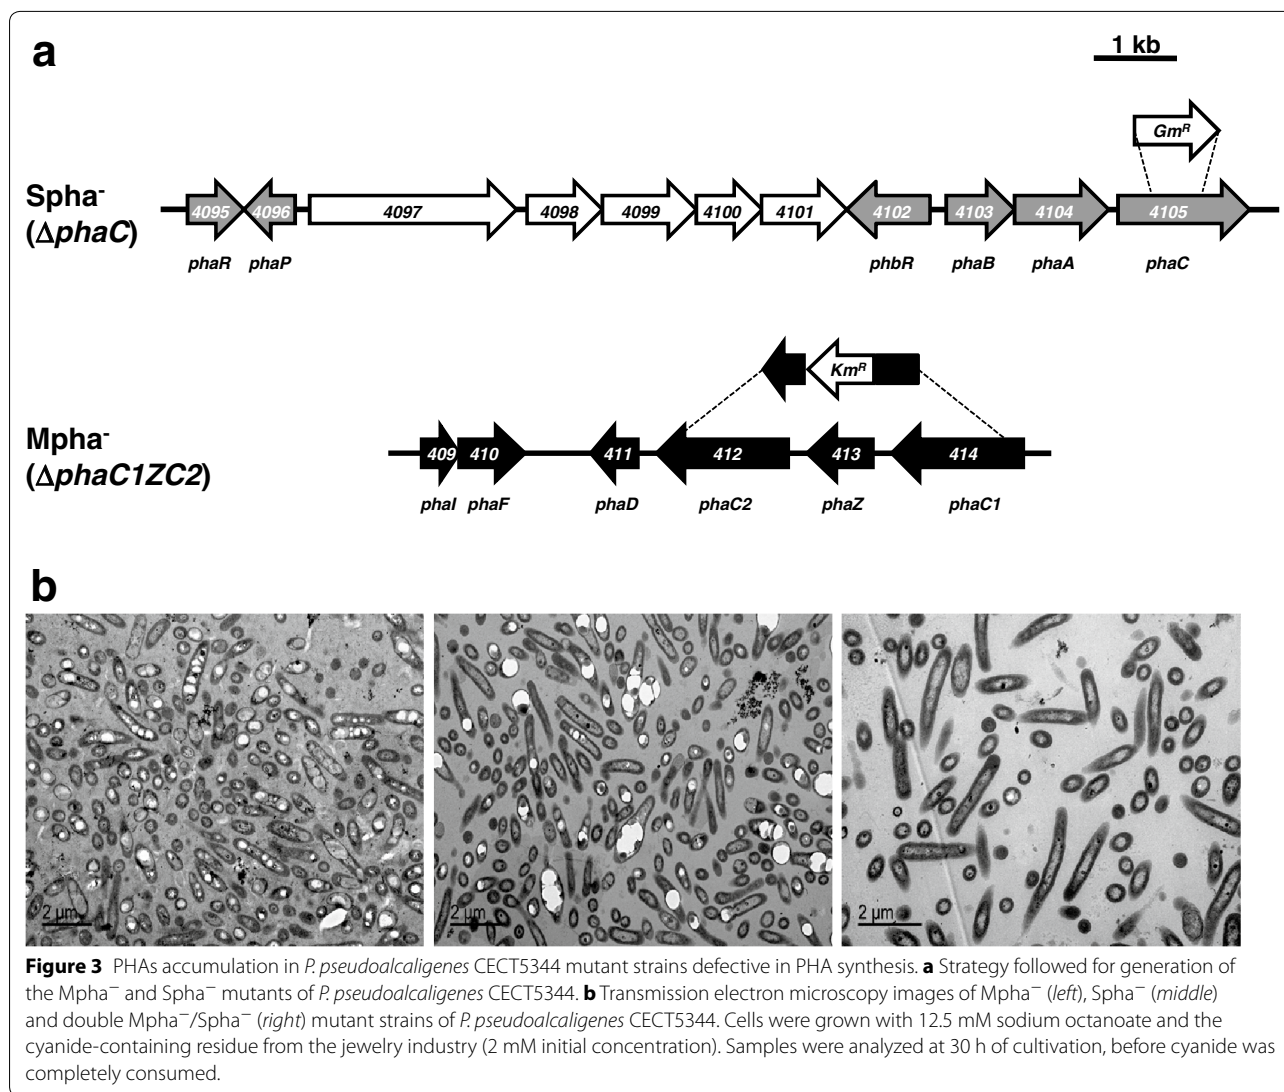 a
1 kb
Gmᴿ
Spha⁻
(ΔphaC)
4095 4096 4097 4098 4099 4100 4101 4102 4103 4104 4105
phaR phaP phbR phaB phaA phaC
Kmᴿ
Mpha⁻
(ΔphaC1ZC2)
409 410 411 412 413 414
phaI phaF phaD phaC2 phaZ phaC1
b
2 µm 2 µm 2 µm
Figure 3 PHAs accumulation in P. pseudoalcaligenes CECT5344 mutant strains defective in PHA synthesis. a Strategy followed for generation of
the Mpha⁻ and Spha⁻ mutants of P. pseudoalcaligenes CECT5344. b Transmission electron microscopy images of Mpha⁻ (left), Spha⁻ (middle)
and double Mpha⁻/Spha⁻ (right) mutant strains of P. pseudoalcaligenes CECT5344. Cells were grown with 12.5 mM sodium octanoate and the
cyanide-containing residue from the jewelry industry (2 mM initial concentration). Samples were analyzed at 30 h of cultivation, before cyanide was
completely consumed.